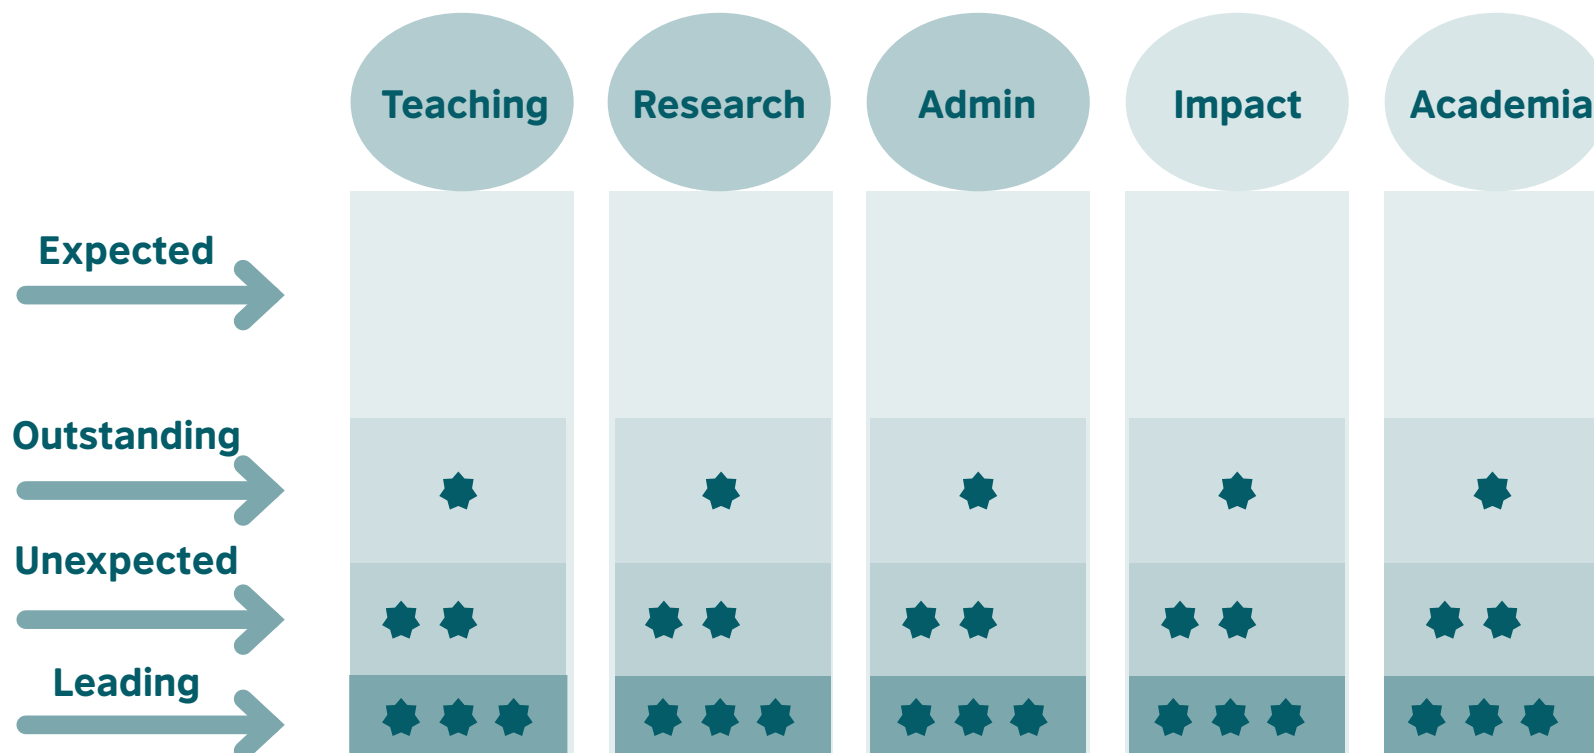 Teaching
Research
Admin
Impact
Academia
Expected
Outstanding
Unexpected
Leading